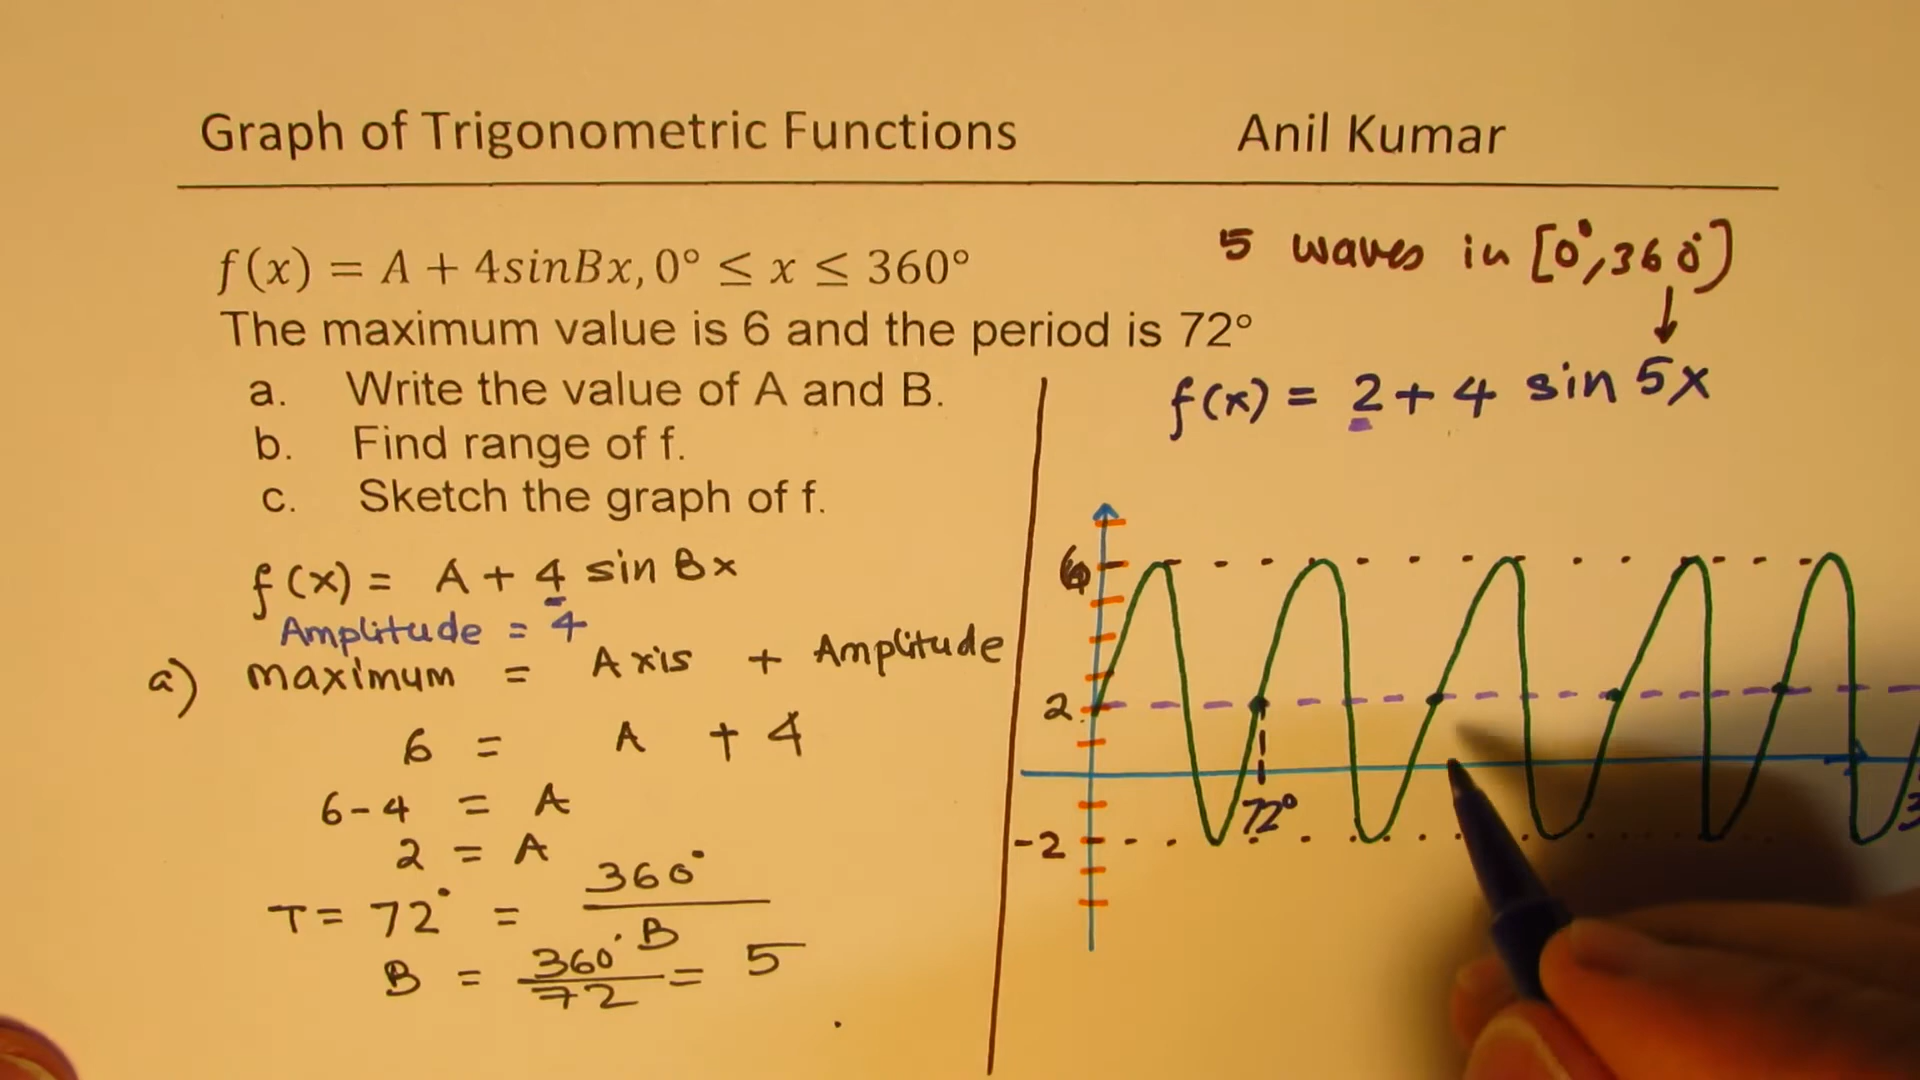 Graph of Trigonometric Functions Anil Kumar
f(x) = A + 4sinBx, 0° ≤ x ≤ 360°
The maximum value is 6 and the period is 72°
a. Write the value of A and B.
b. Find range of f.
c. Sketch the graph of f.
f(x) = A + 4 sin Bx
Amplitude = 4
a) maximum = Axis + Amplitude
6 = A + 4
6-4 = A
2 = A
T = 72° = 360° / B
B = 360° / 72 = 5
5 waves in [0°, 360°]
f(x) = 2 + 4 sin 5x
6
2
72°
-2